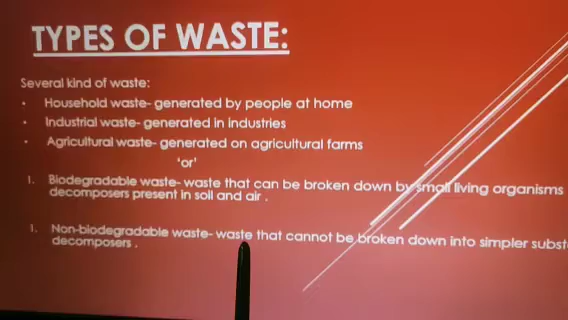 TYPES OF WASTE:
Several kind of waste:
• Household waste- generated by people at home
• Industrial waste- generated in industries
• Agricultural waste- generated on agricultural farms
'or'
1. Biodegradable waste- waste that can be broken down by small living organisms
decomposers present in soil and air .
1. Non-biodegradable waste- waste that cannot be broken down into simpler
decomposers .